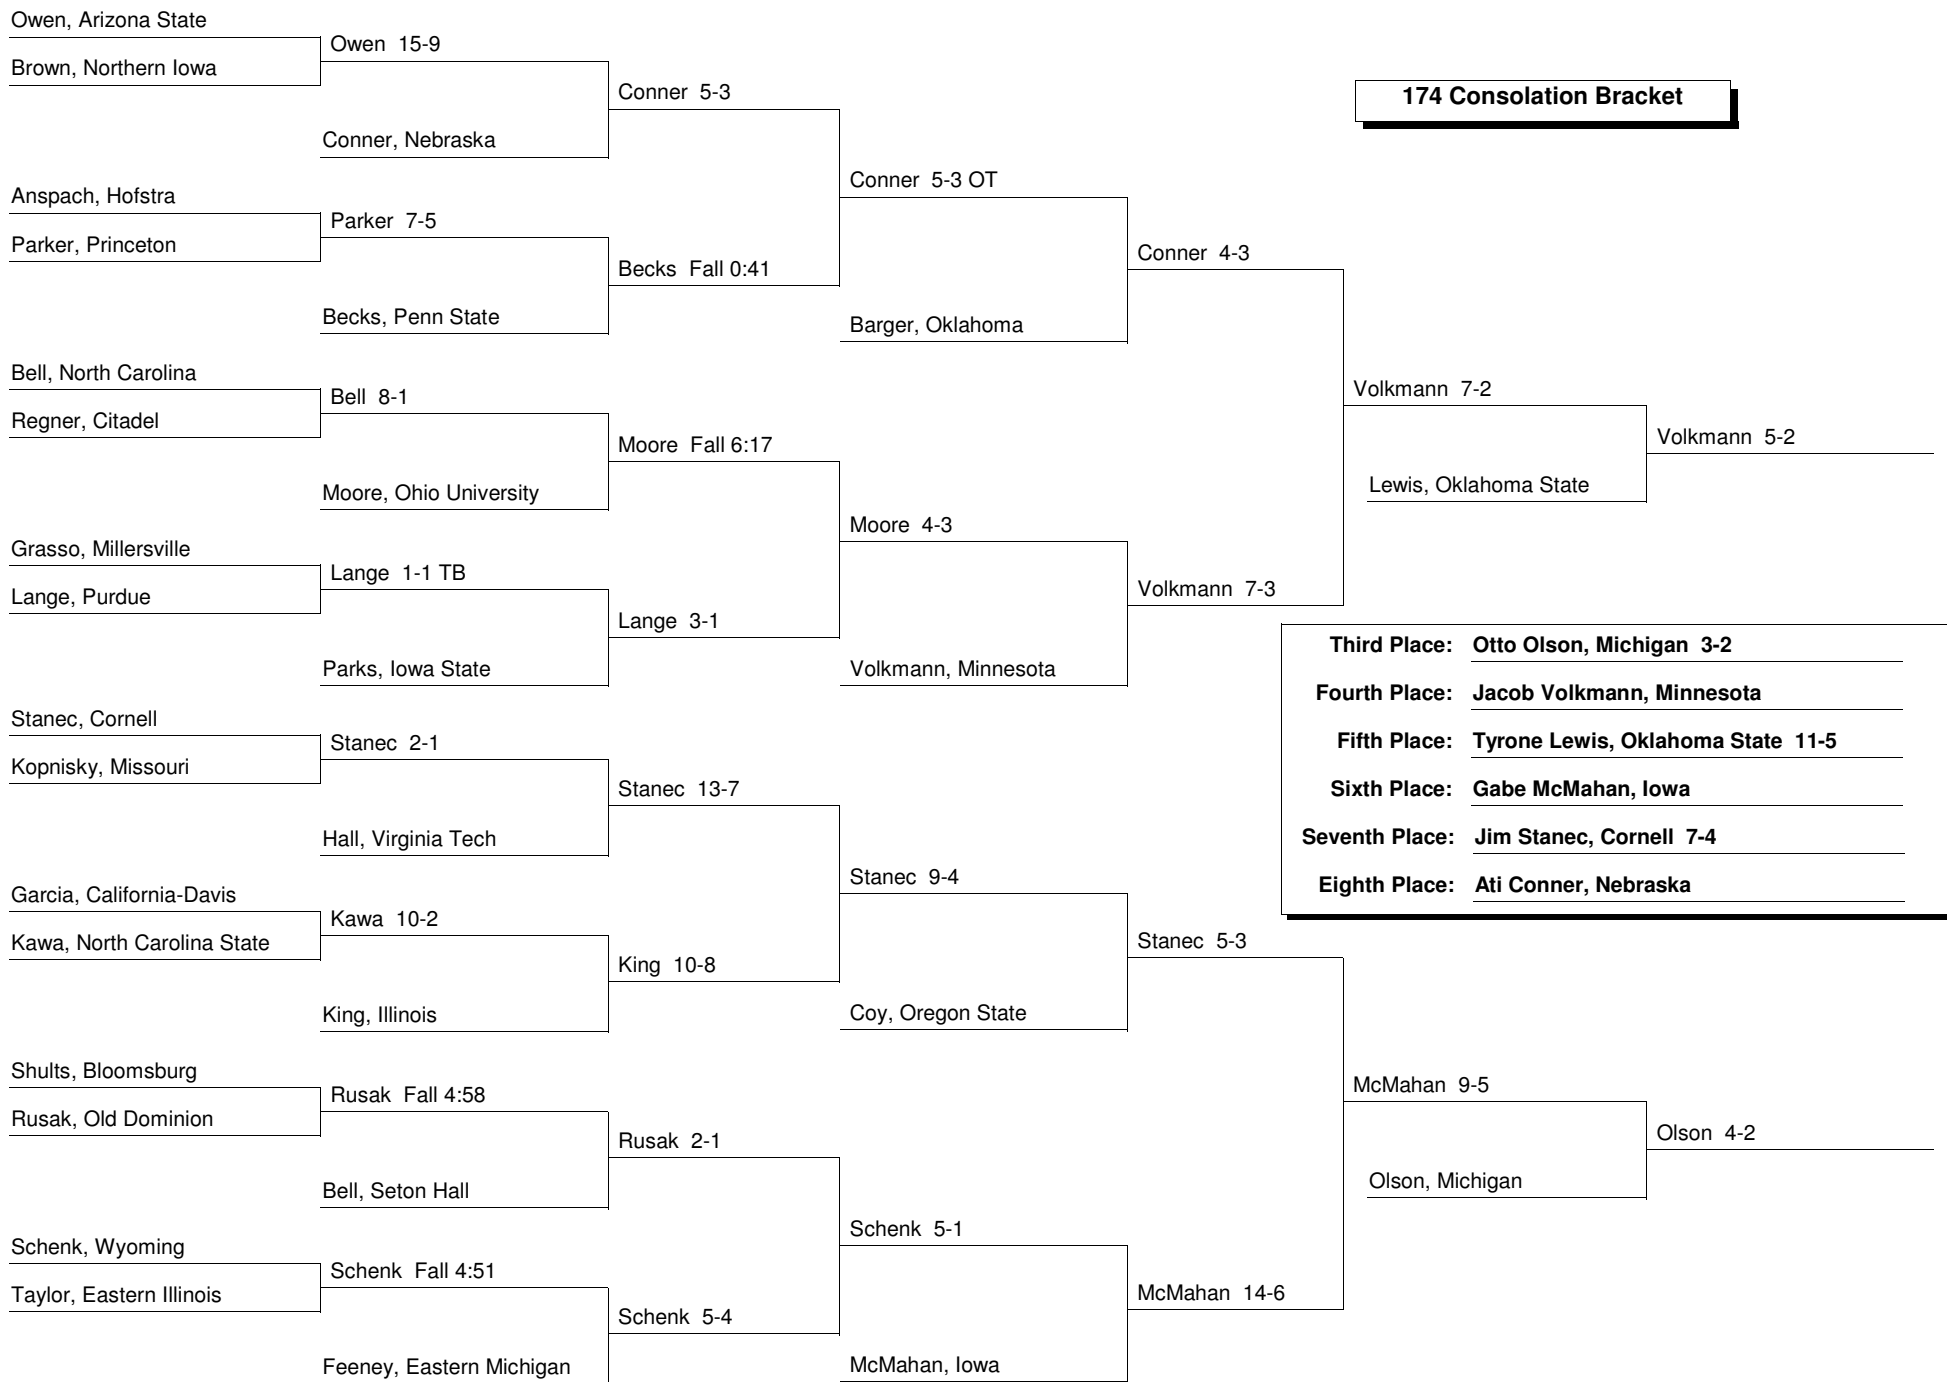 Owen, Arizona State
Owen 15-9
Brown, Northern Iowa
Conner 5-3
174 Consolation Bracket
Conner, Nebraska
Conner 5-3 OT
Anspach, Hofstra
Parker 7-5
Parker, Princeton
Conner 4-3
Becks Fall 0:41
Becks, Penn State
Barger, Oklahoma
Bell, North Carolina
Volkmann 7-2
Bell 8-1
Regner, Citadel
Volkmann 5-2
Moore Fall 6:17
Lewis, Oklahoma State
Moore, Ohio University
Moore 4-3
Grasso, Millersville
Lange 1-1 TB
Volkmann 7-3
Lange, Purdue
Lange 3-1
Third Place: Otto Olson, Michigan 3-2
Parks, Iowa State
Volkmann, Minnesota
Fourth Place: Jacob Volkmann, Minnesota
Stanec, Cornell
Stanec 2-1
Fifth Place: Tyrone Lewis, Oklahoma State 11-5
Kopnisky, Missouri
Stanec 13-7
Sixth Place: Gabe McMahan, Iowa
Hall, Virginia Tech
Seventh Place: Jim Stanec, Cornell 7-4
Stanec 9-4
Eighth Place: Ati Conner, Nebraska
Garcia, California-Davis
Kawa 10-2
Kawa, North Carolina State
Stanec 5-3
King 10-8
King, Illinois
Coy, Oregon State
Shults, Bloomsburg
McMahan 9-5
Rusak Fall 4:58
Rusak, Old Dominion
Olson 4-2
Rusak 2-1
Olson, Michigan
Bell, Seton Hall
Schenk 5-1
Schenk, Wyoming
Schenk Fall 4:51
McMahan 14-6
Taylor, Eastern Illinois
Schenk 5-4
Feeney, Eastern Michigan
McMahan, Iowa